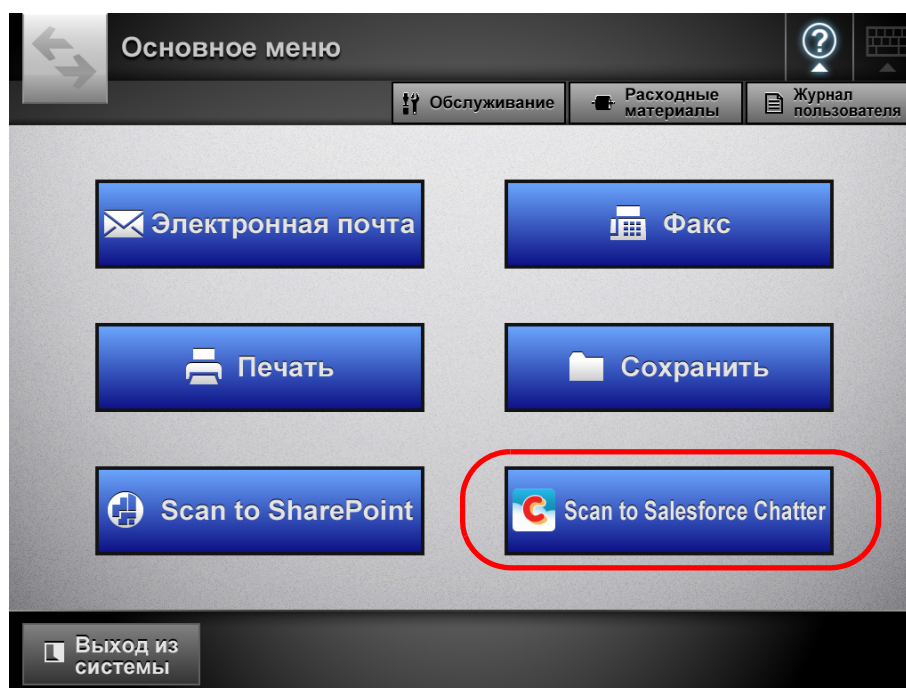 Основное меню
?
Обслуживание
Расходные
материалы
Журнал
пользователя
Электронная почта
Факс
Печать
Сохранить
Scan to SharePoint
C Scan to Salesforce Chatter
Выход из
системы